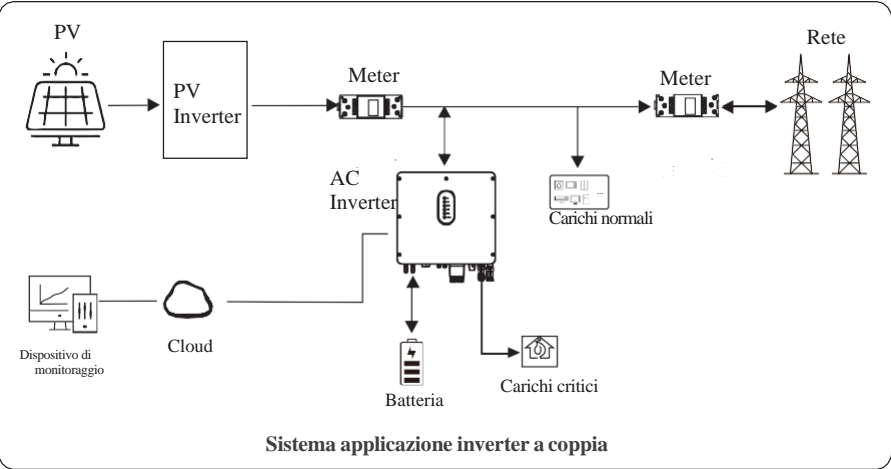 PV
Rete
Meter
Meter
PV
Inverter
AC
Inverter
Carichi normali
Cloud
Dispositivo di
monitoraggio
Batteria
Carichi critici
Sistema applicazione inverter a coppia